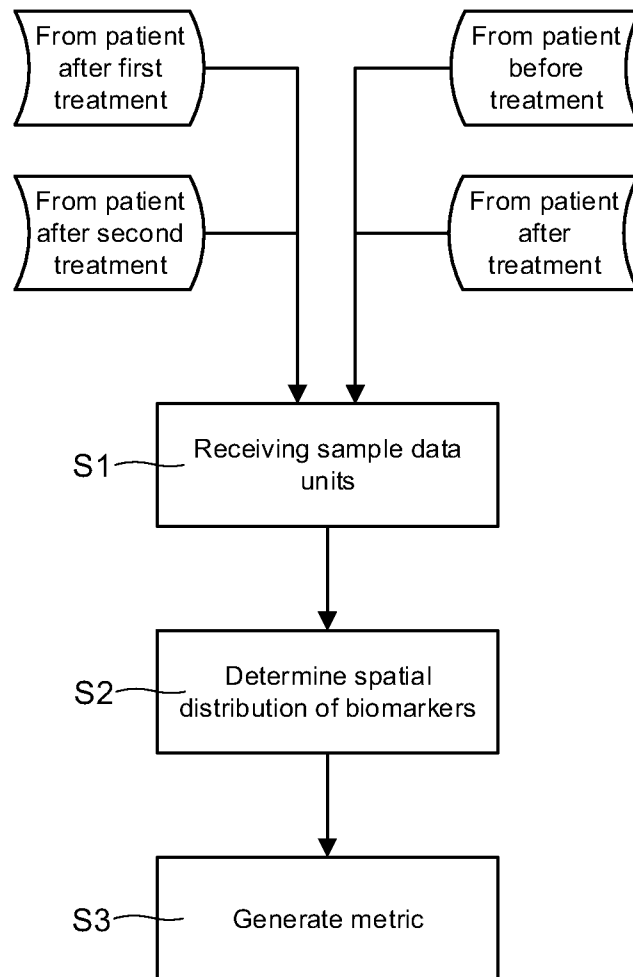 From patient
after first
treatment
From patient
before
treatment
From patient
after second
treatment
From patient
after
treatment
S1
Receiving sample data
units
S2
Determine spatial
distribution of biomarkers
S3
Generate metric